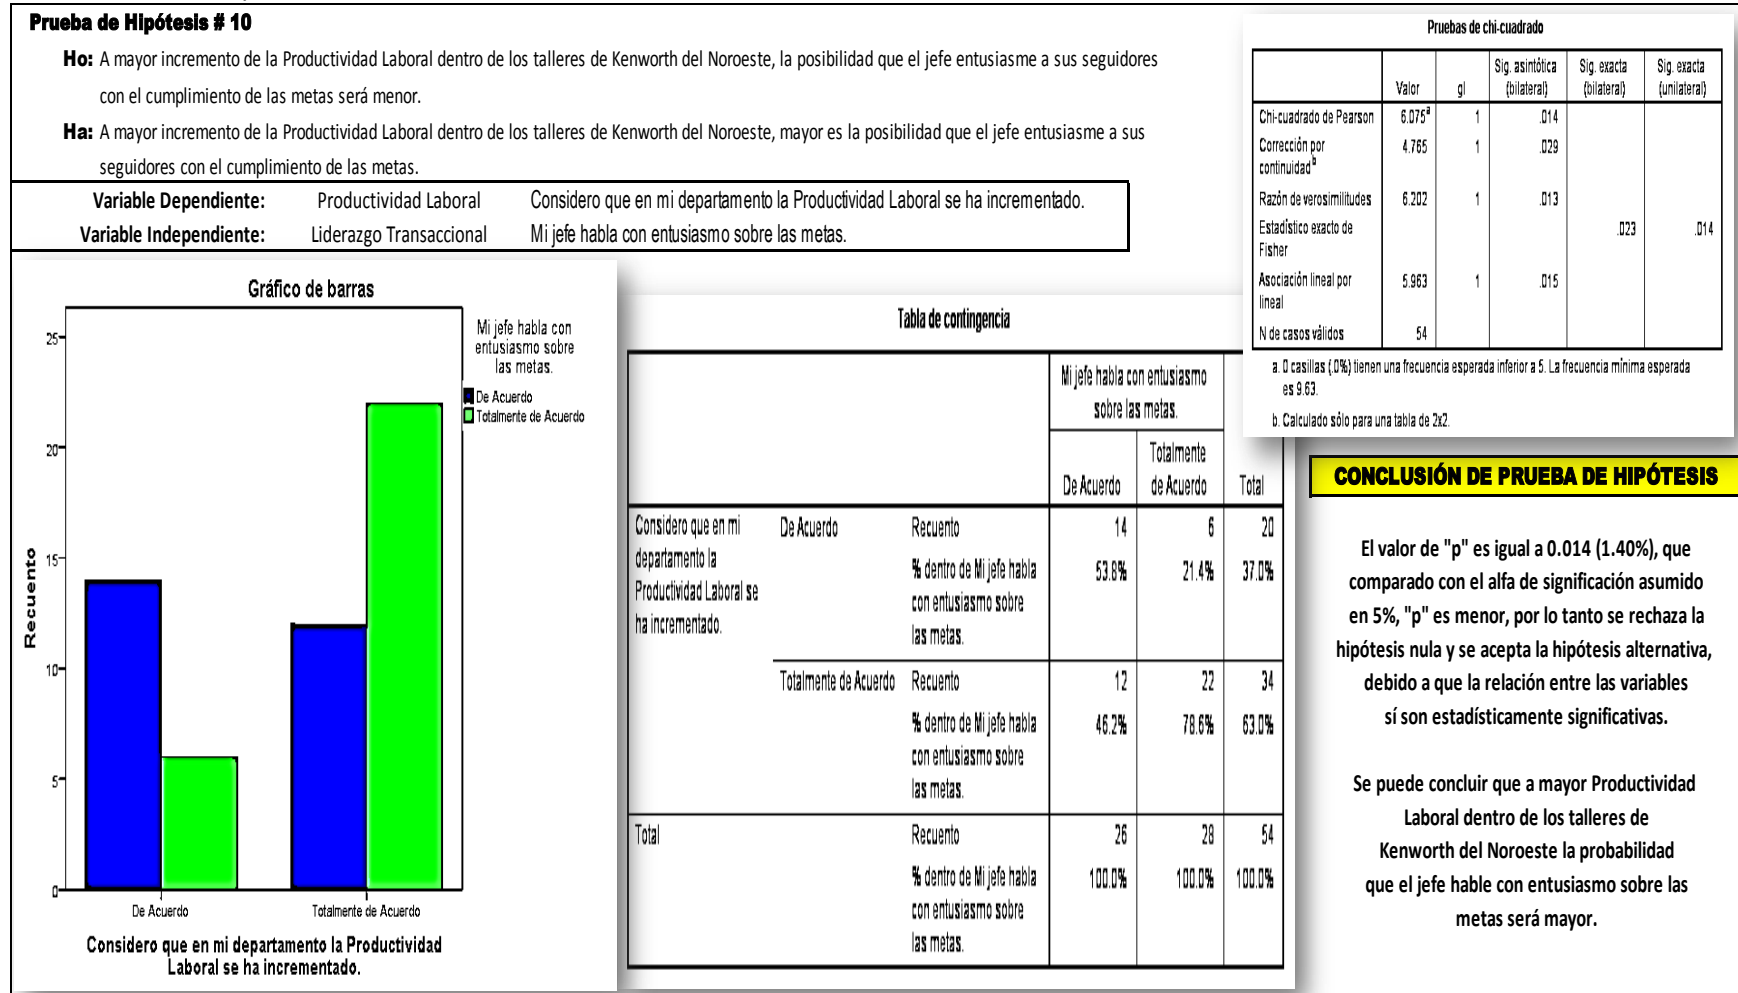 Prueba de Hipótesis # 10
Ho: A mayor incremento de la Productividad Laboral dentro de los talleres de Kenworth del Noroeste, la posibilidad que el jefe entusiasme a sus seguidores
con el cumplimiento de las metas será menor.
Ha: A mayor incremento de la Productividad Laboral dentro de los talleres de Kenworth del Noroeste, mayor es la posibilidad que el jefe entusiasme a sus
seguidores con el cumplimiento de las metas.
Variable Dependiente: Productividad Laboral Considero que en mi departamento la Productividad Laboral se ha incrementado.
Variable Independiente: Liderazgo Transaccional Mi jefe habla con entusiasmo sobre las metas.
Pruebas de chi-cuadrado
Valor gl Sig. asintótica (bilateral) Sig. exacta (bilateral) Sig. exacta (unilateral)
Chi-cuadrado de Pearson 6.075a 1 .014
Corrección por continuidad b 4.765 1 .029
Razón de verosimilitudes 6.202 1 .013
Estadístico exacto de Fisher .023 .014
Asociación lineal por lineal 5.963 1 .015
N de casos válidos 54
a. 0 casillas (.0%) tienen una frecuencia esperada inferior a 5. La frecuencia mínima esperada
es 9.63.
b. Calculado sólo para una tabla de 2x2.
Gráfico de barras
Mi jefe habla con
entusiasmo sobre
las metas.
De Acuerdo
Totalmente de Acuerdo
Recuento
25
20
15
10
5
0
De Acuerdo Totalmente de Acuerdo
Considero que en mi departamento la Productividad
Laboral se ha incrementado.
Tabla de contingencia
Mi jefe habla con entusiasmo
sobre las metas.
De Acuerdo Totalmente de Acuerdo Total
Considero que en mi departamento la Productividad Laboral se ha incrementado.
De Acuerdo Recuento 14 6 20
% dentro de Mi jefe habla con entusiasmo sobre las metas. 53.8% 21.4% 37.0%
Totalmente de Acuerdo Recuento 12 22 34
% dentro de Mi jefe habla con entusiasmo sobre las metas. 46.2% 78.6% 63.0%
Total Recuento 26 28 54
% dentro de Mi jefe habla con entusiasmo sobre las metas. 100.0% 100.0% 100.0%
CONCLUSIÓN DE PRUEBA DE HIPÓTESIS
El valor de "p" es igual a 0.014 (1.40%), que
comparado con el alfa de significación asumido
en 5%, "p" es menor, por lo tanto se rechaza la
hipótesis nula y se acepta la hipótesis alternativa,
debido a que la relación entre las variables
sí son estadísticamente significativas.
Se puede concluir que a mayor Productividad
Laboral dentro de los talleres de
Kenworth del Noroeste la probabilidad
que el jefe hable con entusiasmo sobre las
metas será mayor.